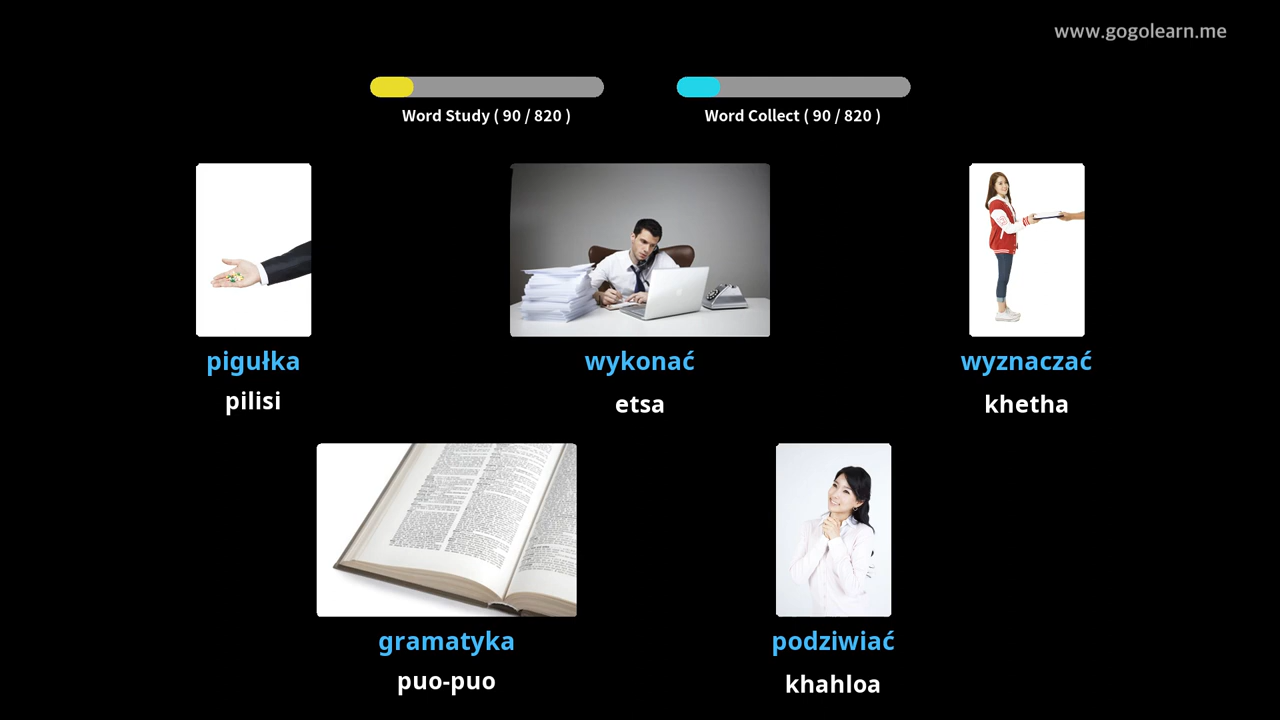 www.gogolearn.me
Word Study ( 90 / 820 )
Word Collect ( 90 / 820 )
pigułka
pilisi
wykonać
etsa
wyznaczać
khetha
gramatyka
puo-puo
podziwiać
khahloa